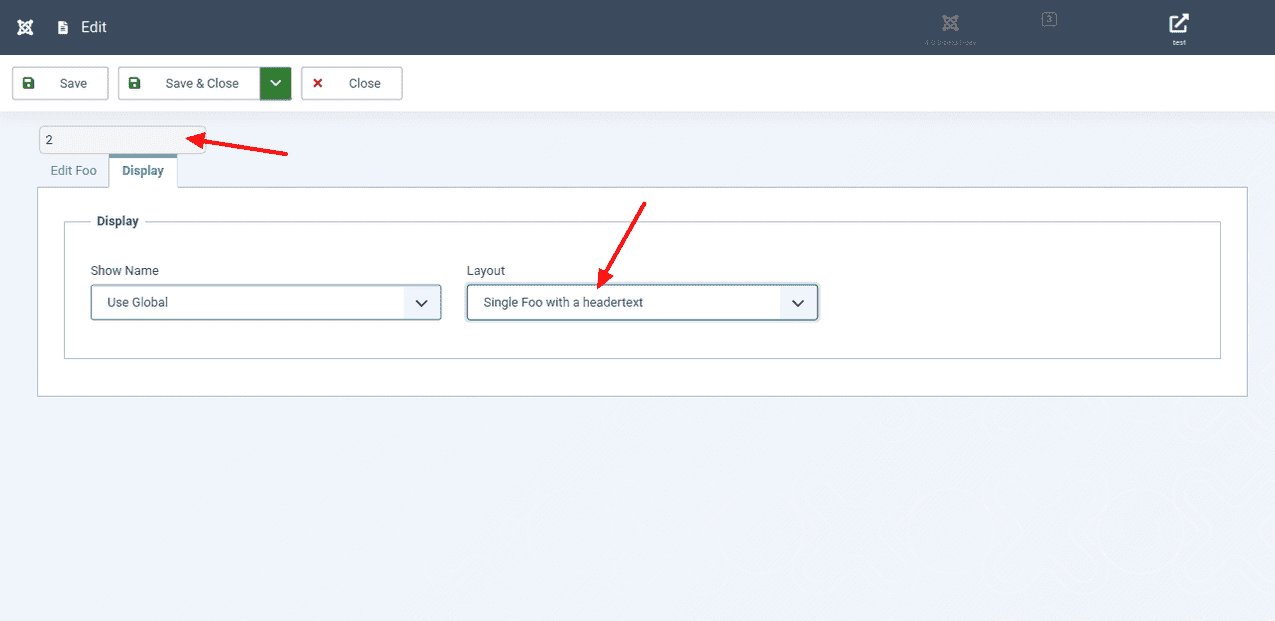 Edit
3
test
Save
Save & Close
Close
2
Edit Foo
Display
Display
Show Name
Layout
Use Global
Single Foo with a headertext